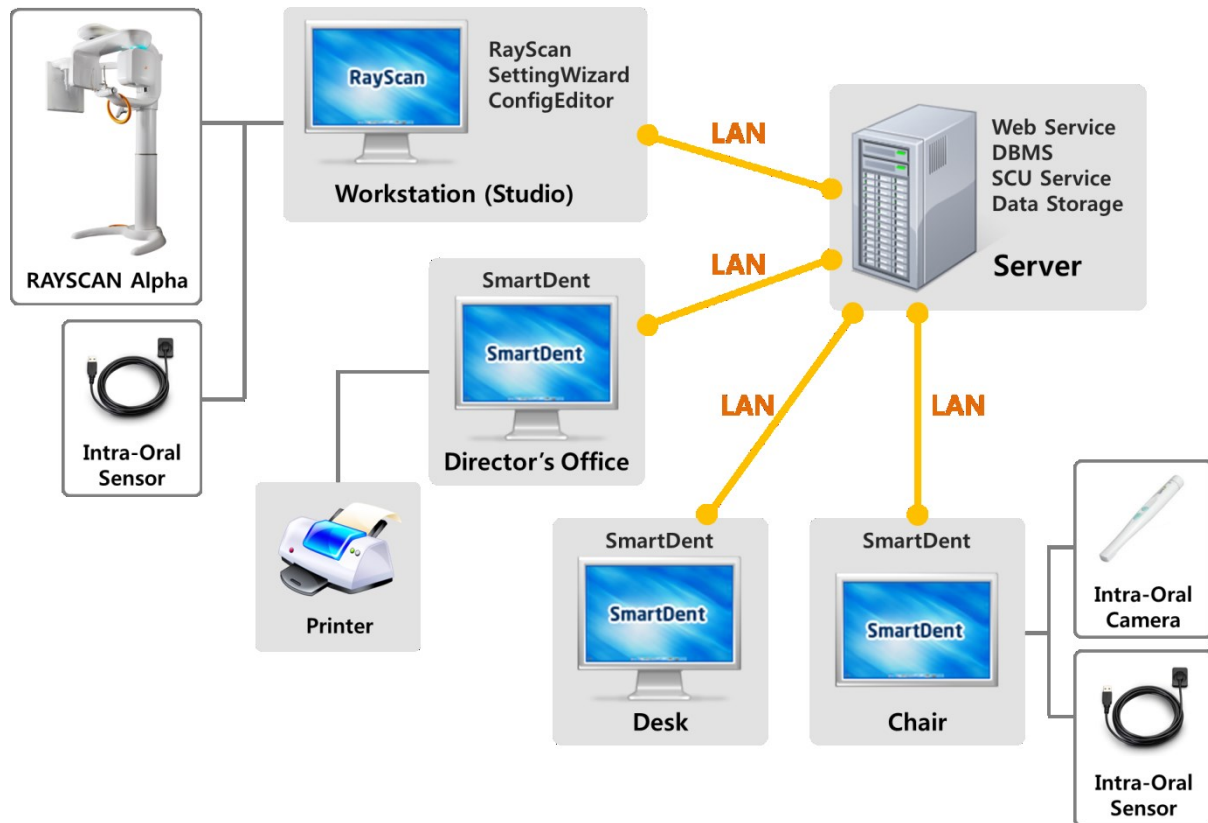 RayScan
RayScan
SettingWizard
ConfigEditor
Workstation (Studio)
RAYSCAN Alpha
Intra-Oral
Sensor
LAN
Web Service
DBMS
SCU Service
Data Storage
Server
LAN
SmartDent
SmartDent
Director's Office
Printer
LAN
LAN
SmartDent
SmartDent
Desk
SmartDent
SmartDent
Chair
Intra-Oral
Camera
Intra-Oral
Sensor